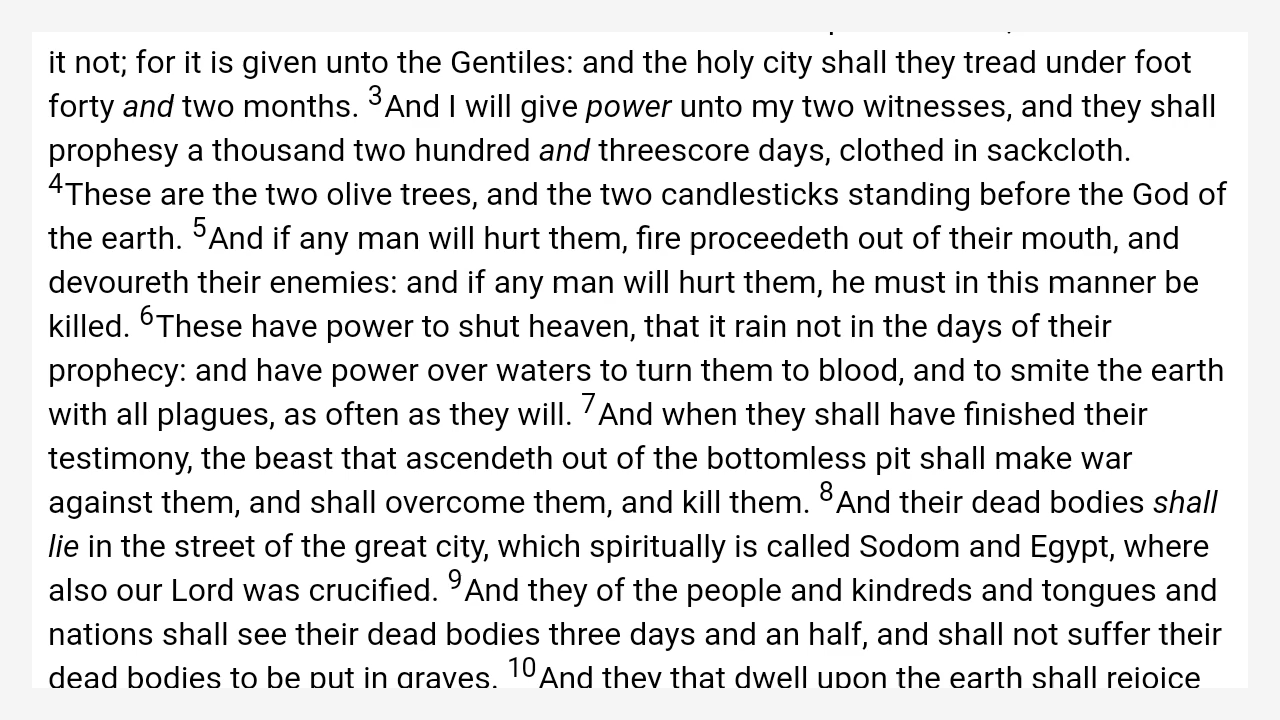 it not; for it is given unto the Gentiles: and the holy city shall they tread under foot
forty and two months. 3And I will give power unto my two witnesses, and they shall
prophesy a thousand two hundred and threescore days, clothed in sackcloth.
4These are the two olive trees, and the two candlesticks standing before the God of
the earth. 5And if any man will hurt them, fire proceedeth out of their mouth, and
devoureth their enemies: and if any man will hurt them, he must in this manner be
killed. 6These have power to shut heaven, that it rain not in the days of their
prophecy: and have power over waters to turn them to blood, and to smite the earth
with all plagues, as often as they will. 7And when they shall have finished their
testimony, the beast that ascendeth out of the bottomless pit shall make war
against them, and shall overcome them, and kill them. 8And their dead bodies shall
lie in the street of the great city, which spiritually is called Sodom and Egypt, where
also our Lord was crucified. 9And they of the people and kindreds and tongues and
nations shall see their dead bodies three days and an half, and shall not suffer their
dead bodies to be put in graves. 10And they that dwell upon the earth shall rejoice